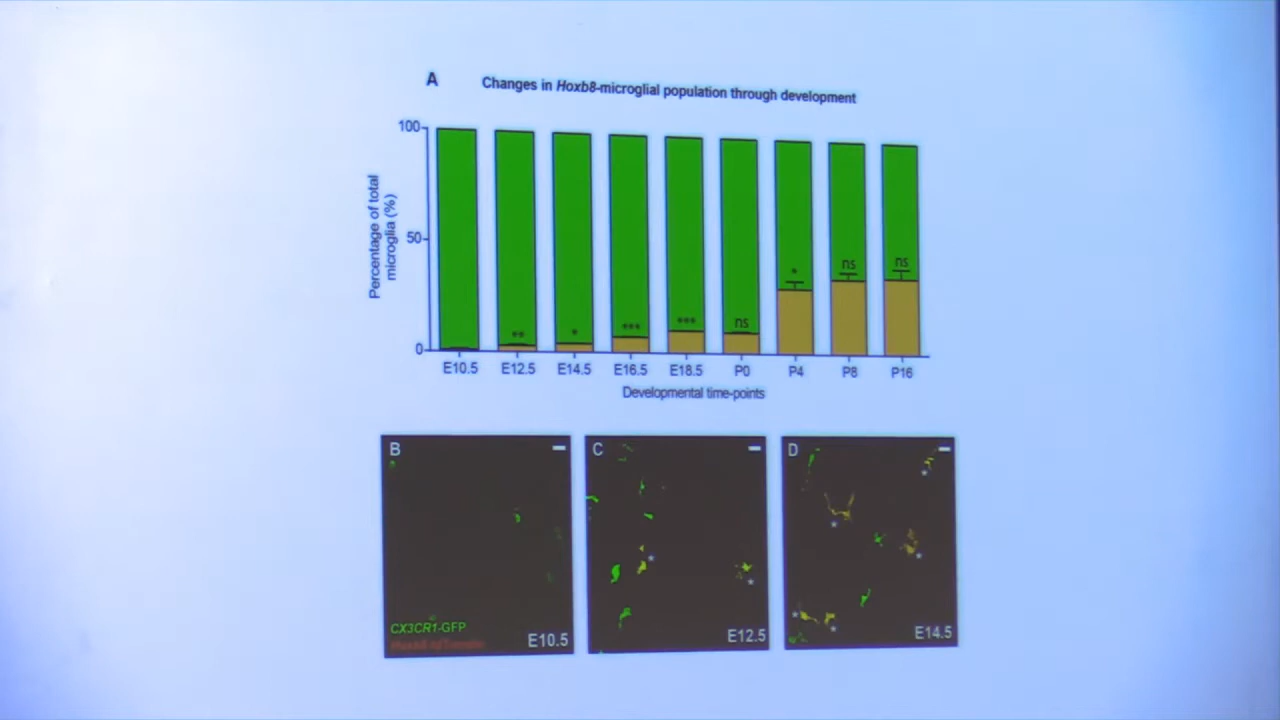 A
Changes in Hoxb8-microglial population through development
Percentage of total
microglia (%)
100
50
0
** * *** *** ns * ns ns
E10.5 E12.5 E14.5 E16.5 E18.5 P0 P4 P8 P16
Developmental time-points
B
CX3CR1-GFP
E10.5
C
*
*
E12.5
D
*
*
*
* *
E14.5